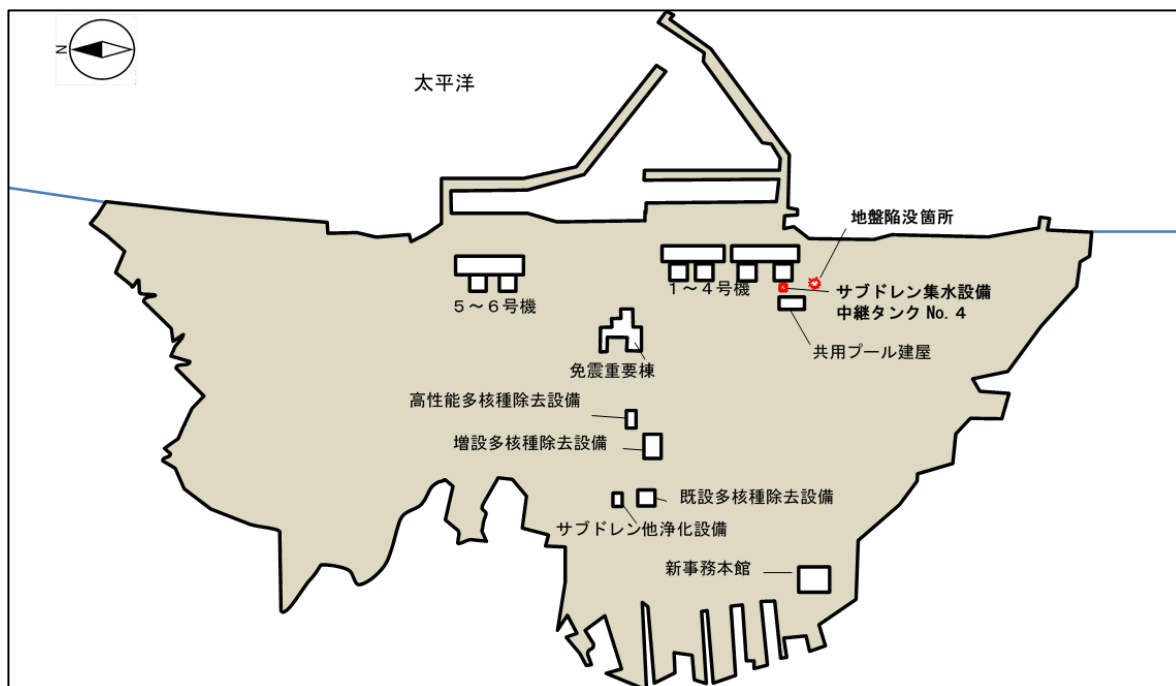 N
太平洋
地盤陥没箇所
1～4号機
サブドレン集水設備
中継タンク No. 4
5～6号機
共用プール建屋
免震重要棟
高性能多核種除去設備
増設多核種除去設備
既設多核種除去設備
サブドレン他浄化設備
新事務本館